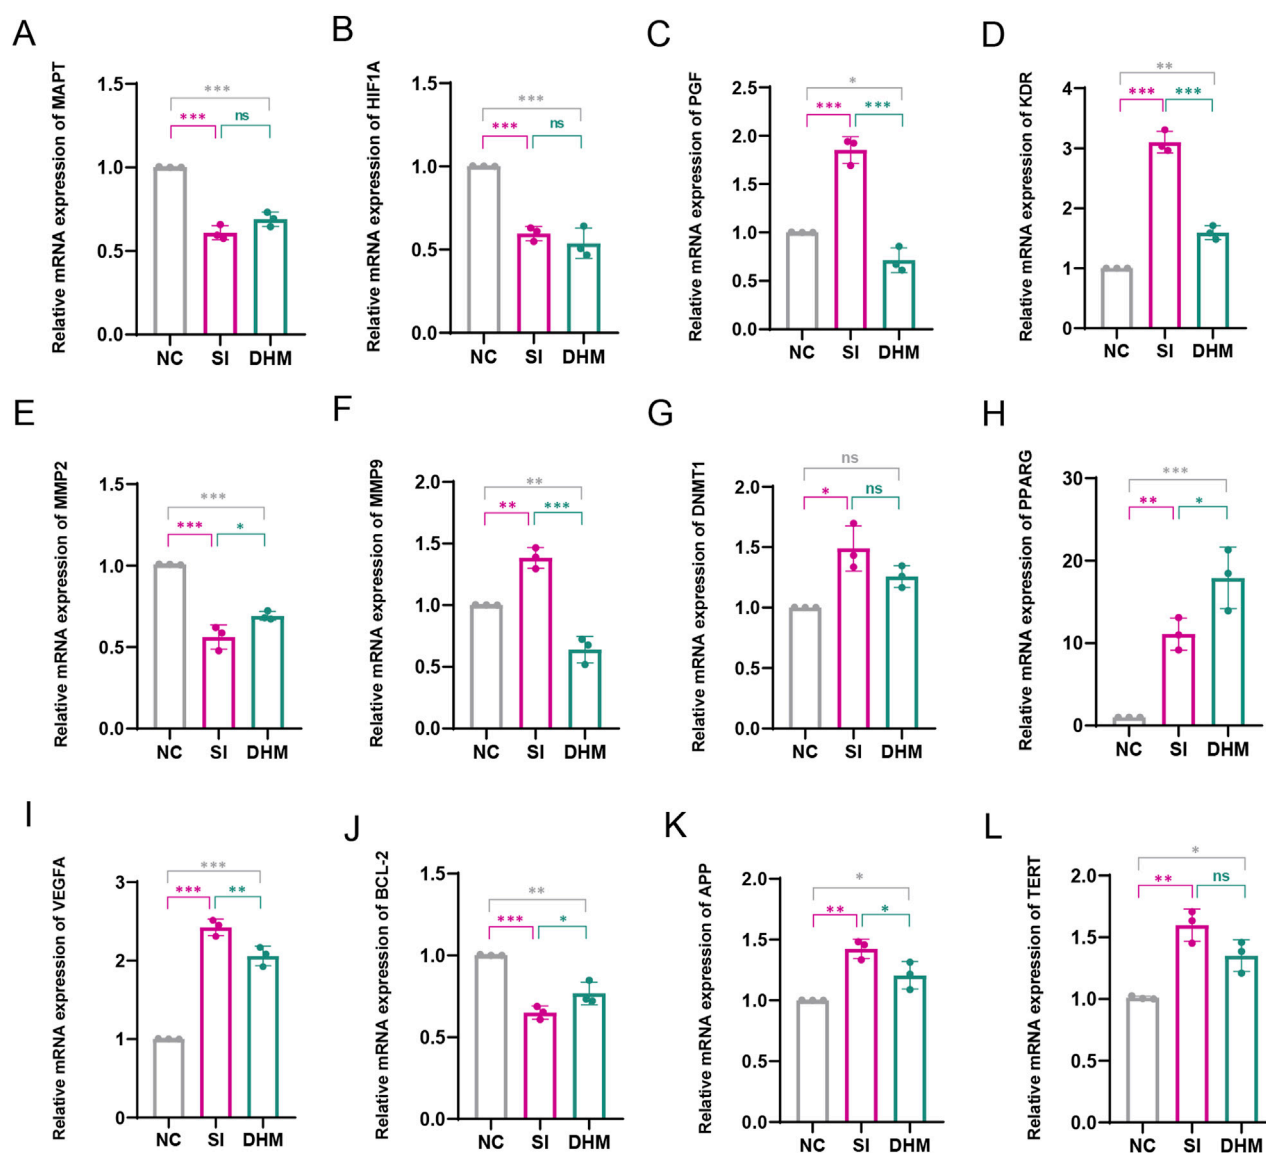 A
Relative mRNA expression of MAPT
1.5
1.0
0.5
0.0
***
***
ns
NC SI DHM
B
Relative mRNA expression of HIF1A
1.5
1.0
0.5
0.0
***
***
ns
NC SI DHM
C
Relative mRNA expression of PGF
2.5
2.0
1.5
1.0
0.5
0.0
*
***
***
NC SI DHM
D
Relative mRNA expression of KDR
4
3
2
1
0
**
***
***
NC SI DHM
E
Relative mRNA expression of MMP2
1.5
1.0
0.5
0.0
***
***
*
NC SI DHM
F
Relative mRNA expression of MMP9
2.0
1.5
1.0
0.5
0.0
**
**
***
NC SI DHM
G
Relative mRNA expression of DNMT1
2.0
1.5
1.0
0.5
0.0
ns
*
ns
NC SI DHM
H
Relative mRNA expression of PPARG
30
20
10
0
***
**
*
NC SI DHM
I
Relative mRNA expression of VEGFA
3
2
1
0
***
***
**
NC SI DHM
J
Relative mRNA expression of BCL-2
1.5
1.0
0.5
0.0
**
***
*
NC SI DHM
K
Relative mRNA expression of APP
2.0
1.5
1.0
0.5
0.0
*
**
*
NC SI DHM
L
Relative mRNA expression of TERT
2.0
1.5
1.0
0.5
0.0
*
**
ns
NC SI DHM